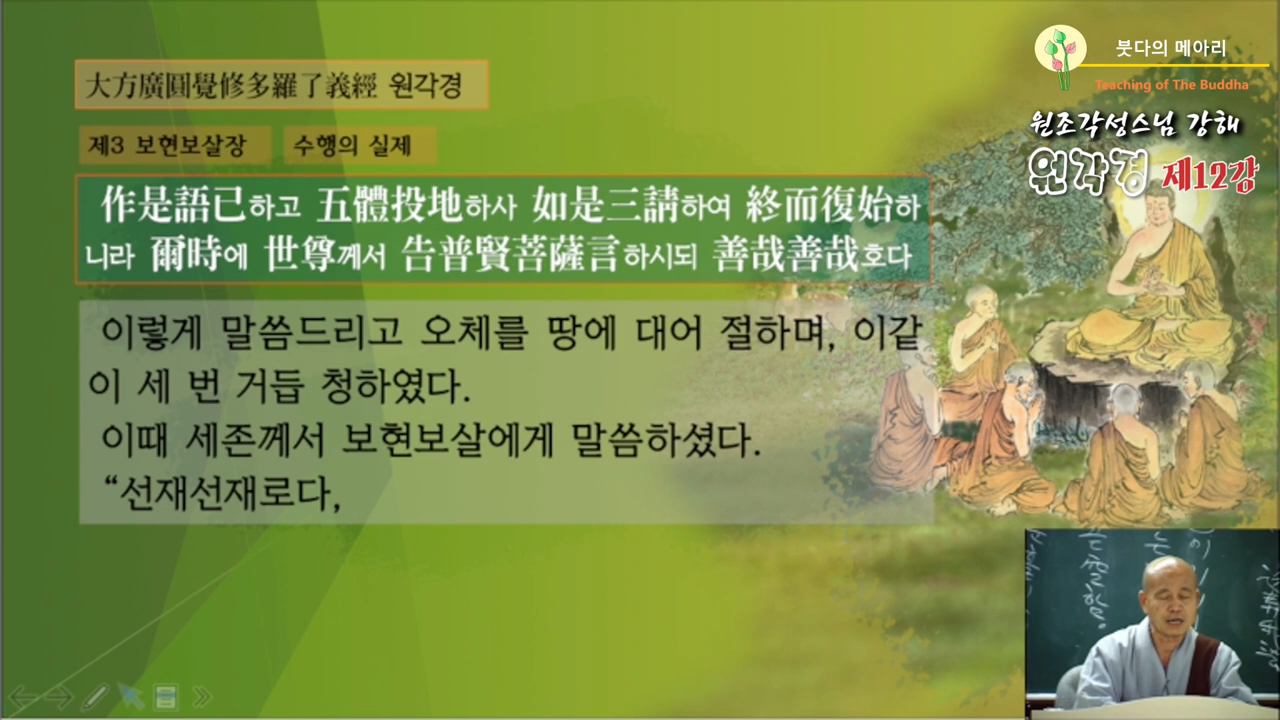 大方廣圓覺修多羅了義經 원각경
제3 보현보살장
수행의 실제
作是語已하고 五體投地하사 如是三請하여 終而復始하
니라 爾時에 世尊께서 告普賢菩薩言하시되 善哉善哉호다
이렇게 말씀드리고 오체를 땅에 대어 절하며, 이같
이 세 번 거듭 청하였다.
이때 세존께서 보현보살에게 말씀하셨다.
“선재선재로다,
붓다의 메아리
Teaching of The Buddha
원조각성스님 강해
원각경 제12강